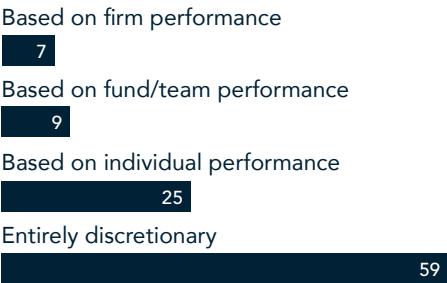 Based on firm performance
7
Based on fund/team performance
9
Based on individual performance
25
Entirely discretionary
59